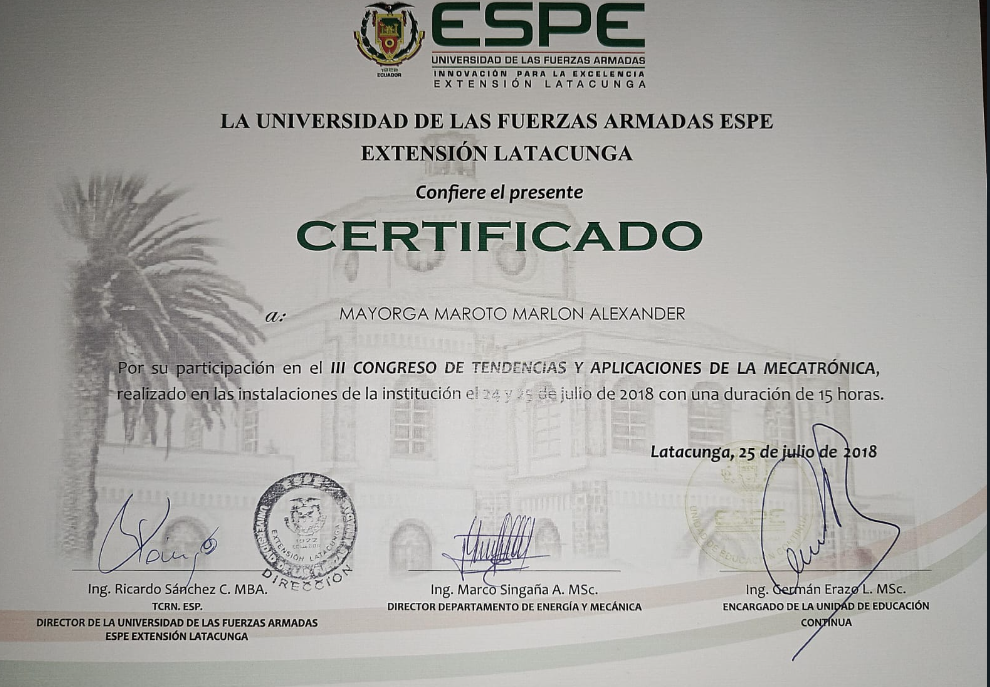 ESPE
UNIVERSIDAD DE LAS FUERZAS ARMADAS
INNOVACIÓN PARA LA EXCELENCIA
EXTENSIÓN LATACUNGA
ECUADOR
LA UNIVERSIDAD DE LAS FUERZAS ARMADAS ESPE
EXTENSIÓN LATACUNGA
Confiere el presente
CERTIFICADO
a: MAYORGA MAROTO MARLON ALEXANDER
Por su participación en el III CONGRESO DE TENDENCIAS Y APLICACIONES DE LA MECATRÓNICA,
realizado en las instalaciones de la institución el 24 y 25 de julio de 2018 con una duración de 15 horas.
Latacunga, 25 de julio de 2018
EXTENSIÓN LATACUNGA
DIRECCIÓN
Ing. Ricardo Sánchez C. MBA.
TCRN. ESP.
DIRECTOR DE LA UNIVERSIDAD DE LAS FUERZAS ARMADAS
ESPE EXTENSIÓN LATACUNGA
Ing. Marco Singaña A. MSc.
DIRECTOR DEPARTAMENTO DE ENERGÍA Y MECÁNICA
Ing. Germán Erazo L. MSc.
ENCARGADO DE LA UNIDAD DE EDUCACIÓN
CONTINUA